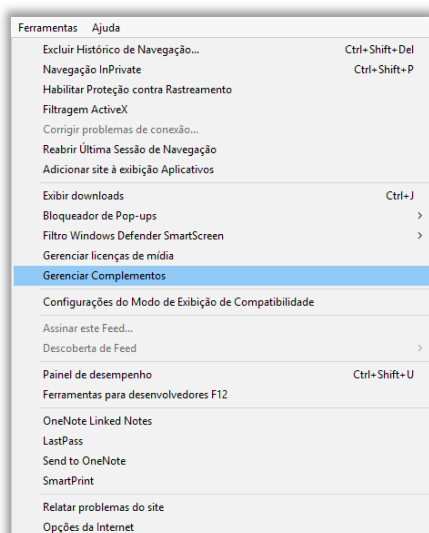 Ferramentas Ajuda
Excluir Histórico de Navegação... Ctrl+Shift+Del
Navegação InPrivate Ctrl+Shift+P
Habilitar Proteção contra Rastreamento
Filtragem ActiveX
Corrigir problemas de conexão...
Reabrir Última Sessão de Navegação
Adicionar site à exibição Aplicativos
Exibir downloads Ctrl+J
Bloqueador de Pop-ups
Filtro Windows Defender SmartScreen
Gerenciar licenças de mídia
Gerenciar Complementos
Configurações do Modo de Exibição de Compatibilidade
Assinar este Feed...
Descoberta de Feed
Painel de desempenho Ctrl+Shift+U
Ferramentas para desenvolvedores F12
OneNote Linked Notes
LastPass
Send to OneNote
SmartPrint
Relatar problemas do site
Opções da Internet